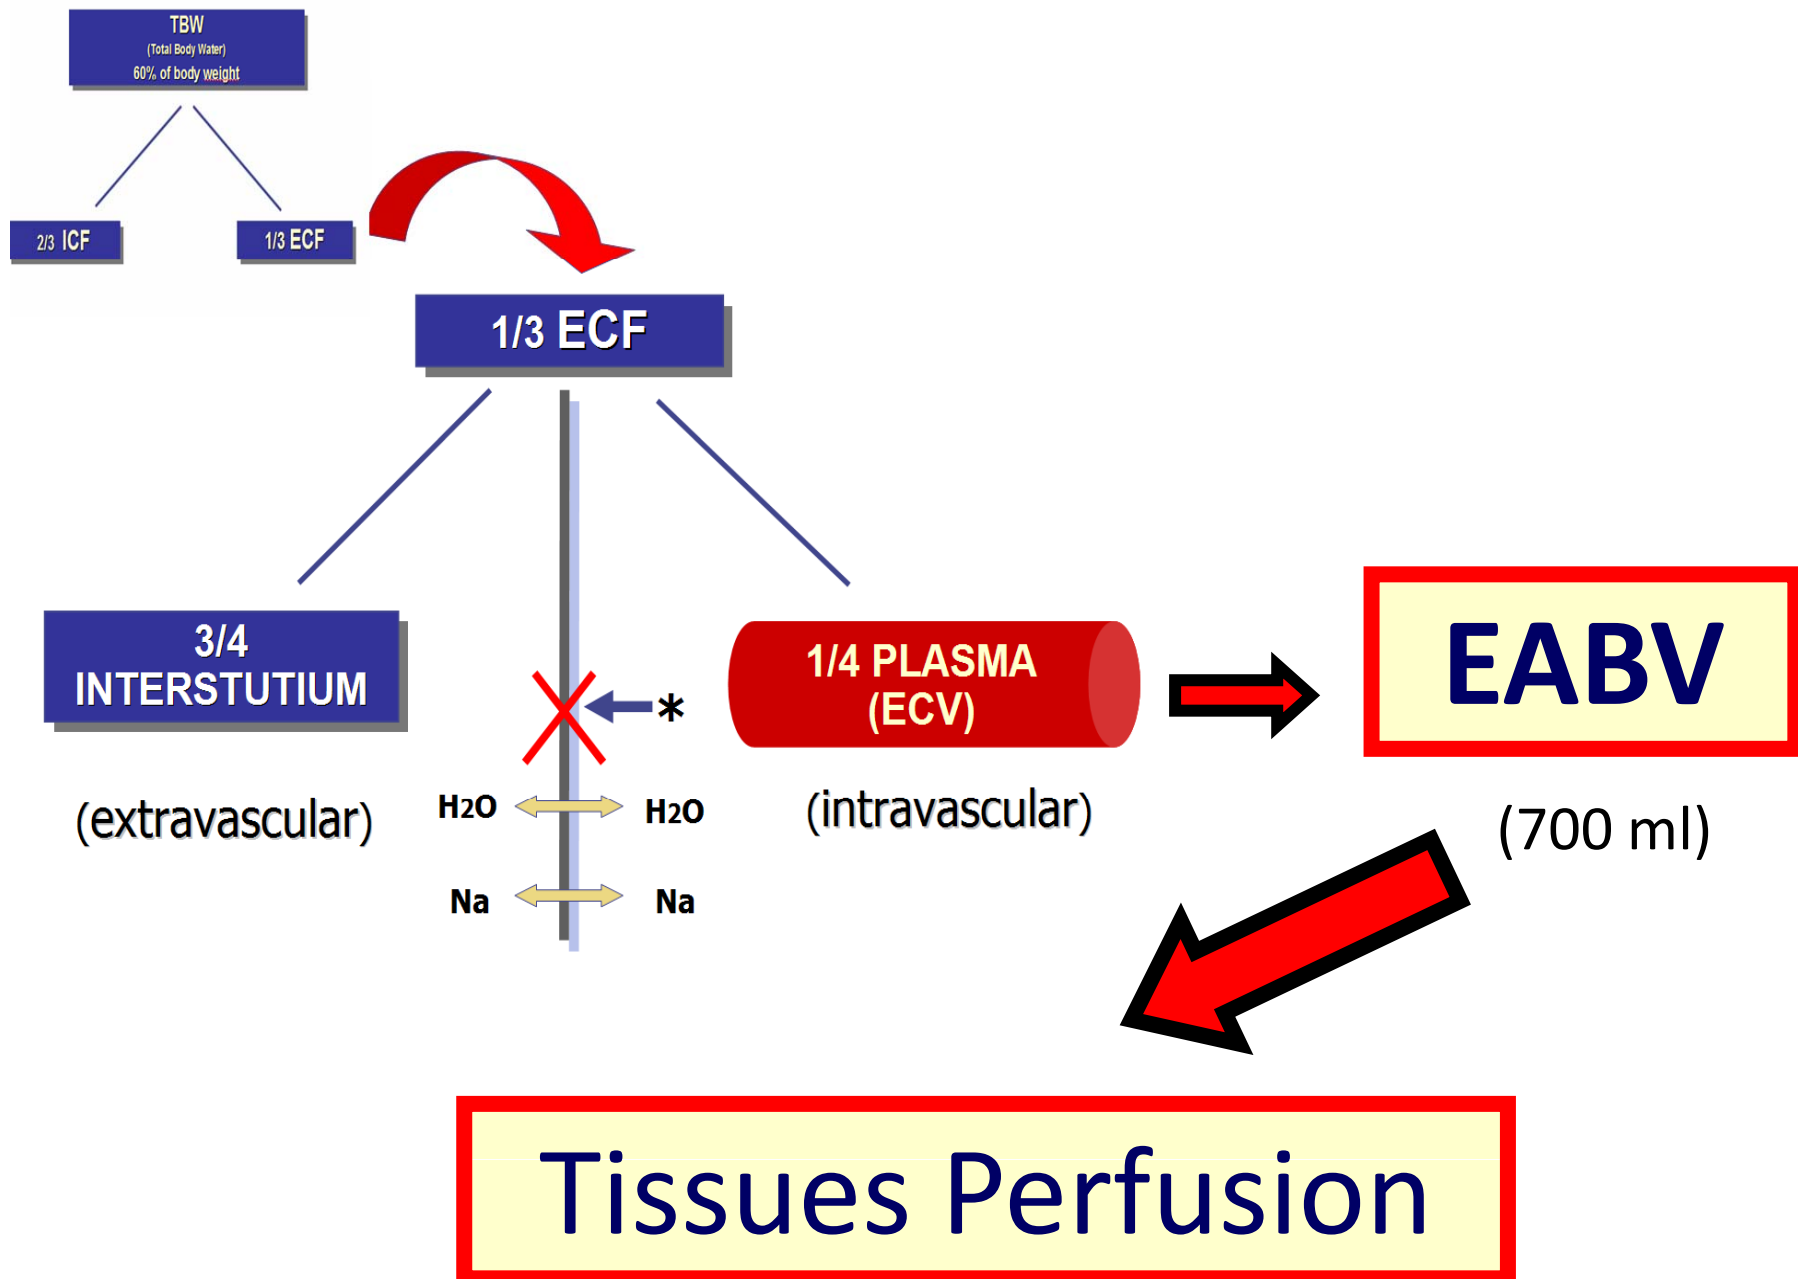 TBW
(Total Body Water)
60% of body weight
2/3 ICF
1/3 ECF
1/3 ECF
3/4
INTERSTUTIUM
(extravascular)
*
H2O
H2O
Na
Na
1/4 PLASMA
(ECV)
(intravascular)
EABV
(700 ml)
Tissues Perfusion